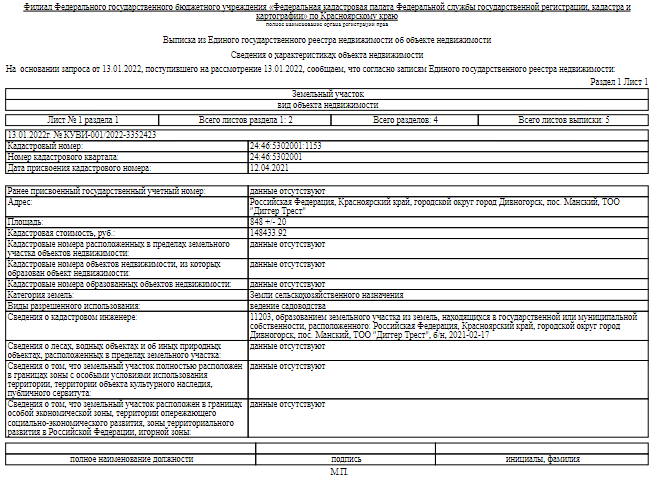 Филиал Федерального государственного бюджетного учреждения «Федеральная кадастровая палата Федеральной службы государственной регистрации, кадастра и
картографии» по Красноярскому краю
полное наименование органа регистрации прав
Выписка из Единого государственного реестра недвижимости об объекте недвижимости
Сведения о характеристиках объекта недвижимости
На основании запроса от 13.01.2022, поступившего на рассмотрение 13.01.2022, сообщаем, что согласно записям Единого государственного реестра недвижимости:
Раздел 1 Лист 1
Земельный участок
вид объекта недвижимости
Лист № 1 раздела 1 Всего листов раздела 1: 2 Всего разделов: 4 Всего листов выписки: 5
13.01.2022г. № КУВИ-001/2022-3352423
Кадастровый номер: 24:46:5302001:1153
Номер кадастрового квартала: 24:46:5302001
Дата присвоения кадастрового номера: 12.04.2021
Ранее присвоенный государственный учетный номер: данные отсутствуют
Адрес: Российская Федерация, Красноярский край, городской округ город Дивногорск, пос. Манский, ТОО
"Диггер Трест"
Площадь: 848 +/- 20
Кадастровая стоимость, руб.: 148433.92
Кадастровые номера расположенных в пределах земельного данные отсутствуют
участка объектов недвижимости:
Кадастровые номера объектов недвижимости, из которых данные отсутствуют
образован объект недвижимости:
Кадастровые номера образованных объектов недвижимости: данные отсутствуют
Категория земель: Земли сельскохозяйственного назначения
Виды разрешенного использования: ведение садоводства
Сведения о кадастровом инженере: 11203, образованием земельного участка из земель, находящихся в государственной или муниципальной
собственности, расположенного: Российская Федерация, Красноярский край, городской округ город
Дивногорск, пос. Манский, ТОО "Диггер Трест", б/н, 2021-02-17
Сведения о лесах, водных объектах и об иных природных данные отсутствуют
объектах, расположенных в пределах земельного участка:
Сведения о том, что земельный участок полностью расположен данные отсутствуют
в границах зоны с особыми условиями использования
территории, территории объекта культурного наследия,
публичного сервитута:
Сведения о том, что земельный участок расположен в границах данные отсутствуют
особой экономической зоны, территории опережающего
социально-экономического развития, зоны территориального
развития в Российской Федерации, игорной зоны:
полное наименование должности подпись инициалы, фамилия
М.П.